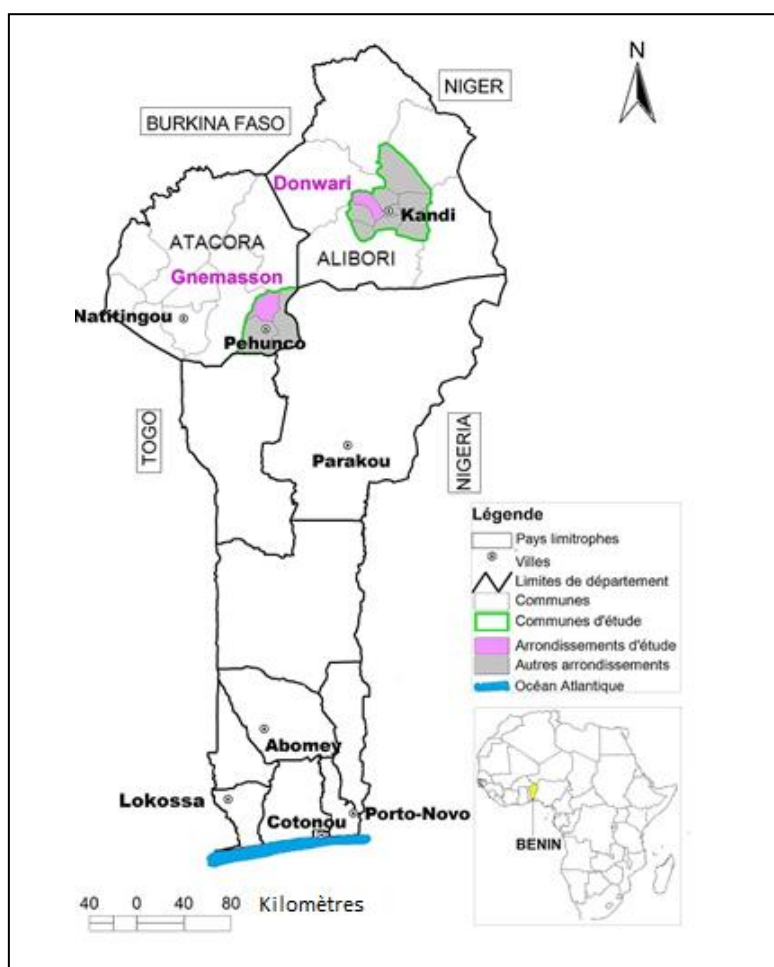 N
NIGER
BURKINA FASO
Donwari
Kandi
ATACORA
ALIBORI
Gnemasson
Natitingou
Pehunco
TOGO
Parakou
NIGERIA
Légende
Pays limitrophes
Villes
Limites de département
Communes
Communes d'étude
Arrondissements d'étude
Autres arrondissements
Océan Atlantique
Abomey
Lokossa
Porto-Novo
Cotonou
BENIN
40 0 40 80 Kilomètres